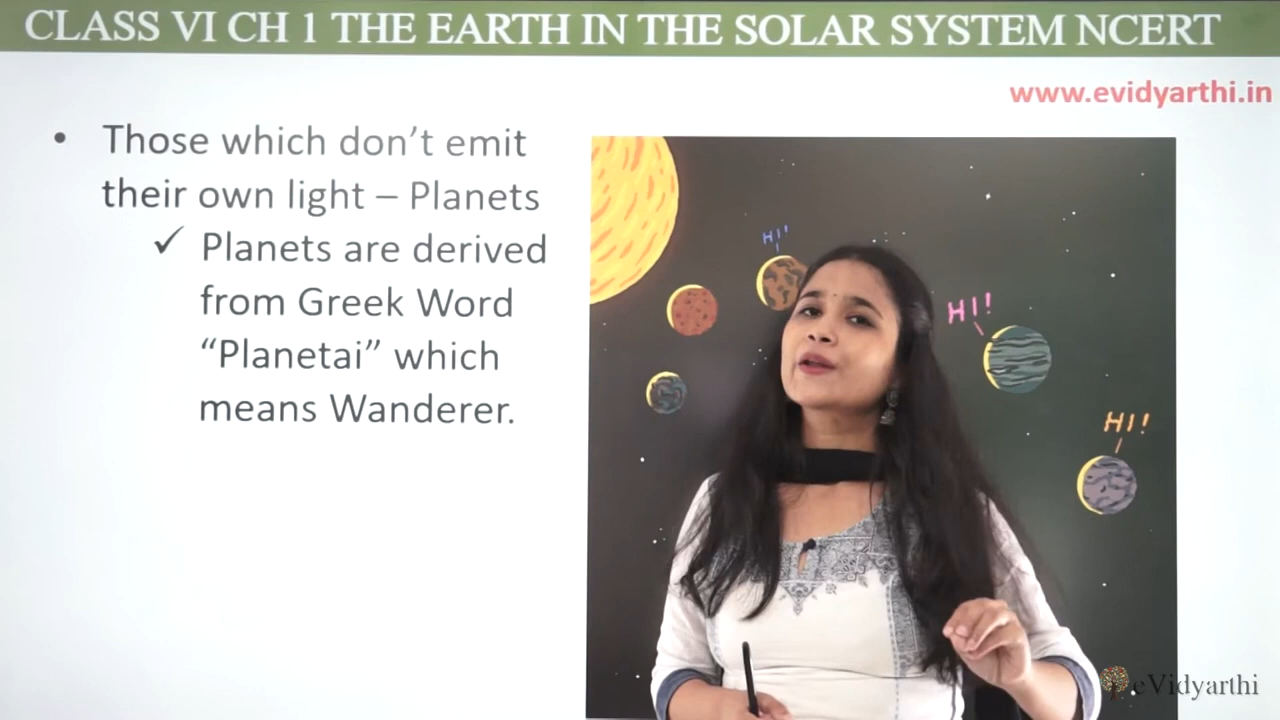 CLASS VI CH 1 THE EARTH IN THE SOLAR SYSTEM NCERT
www.evidyarthi.in
• Those which don’t emit
their own light – Planets
✓ Planets are derived
from Greek Word
“Planetai” which
means Wanderer.
HI!
HI!
HI!
eVidyarthi